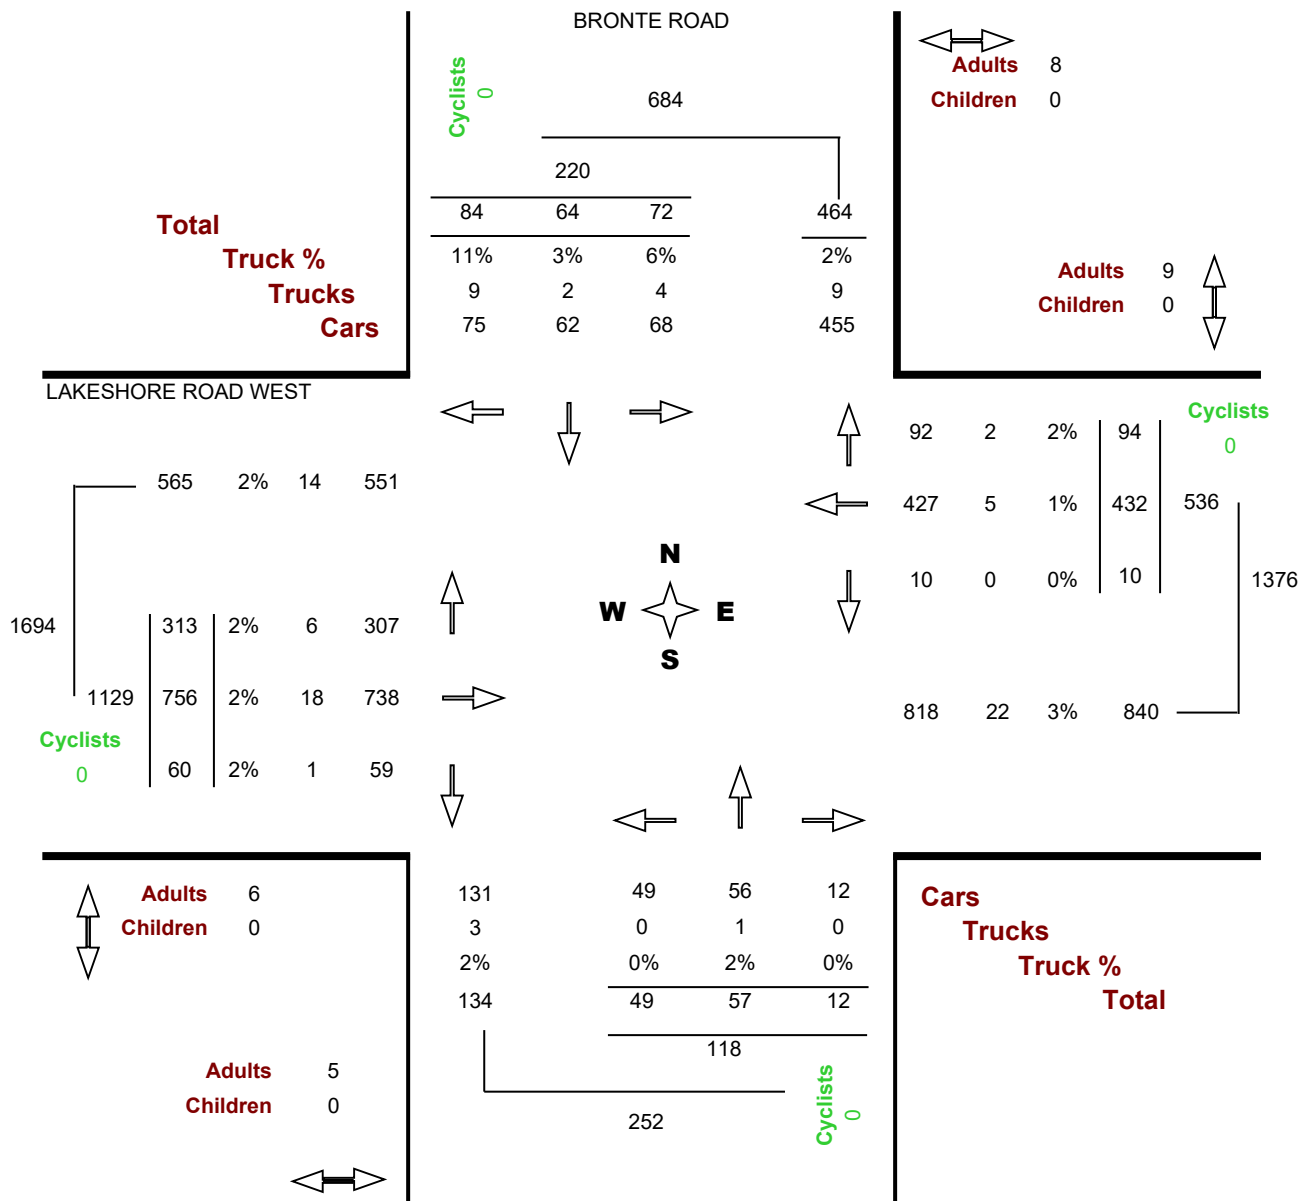 BRONTE ROAD
Cyclists
0
684
Adults 8
Children 0
220
Total 84 64 72 464
Truck % 11% 3% 6% 2%
Trucks 9 2 4 9
Cars 75 62 68 455
Adults 9
Children 0
LAKESHORE ROAD WEST
92 2 2% 94
Cyclists
0
565 2% 14 551
427 5 1% 432 536
N
10 0 0% 10 1376
W E
S
1694 313 2% 6 307
1129 756 2% 18 738
818 22 3% 840
Cyclists
0
60 2% 1 59
Adults 6
Children 0
131 49 56 12 Cars
3 0 1 0 Trucks
2% 0% 2% 0% Truck %
134 49 57 12 Total
118
Adults 5
Children 0
252
Cyclists
0